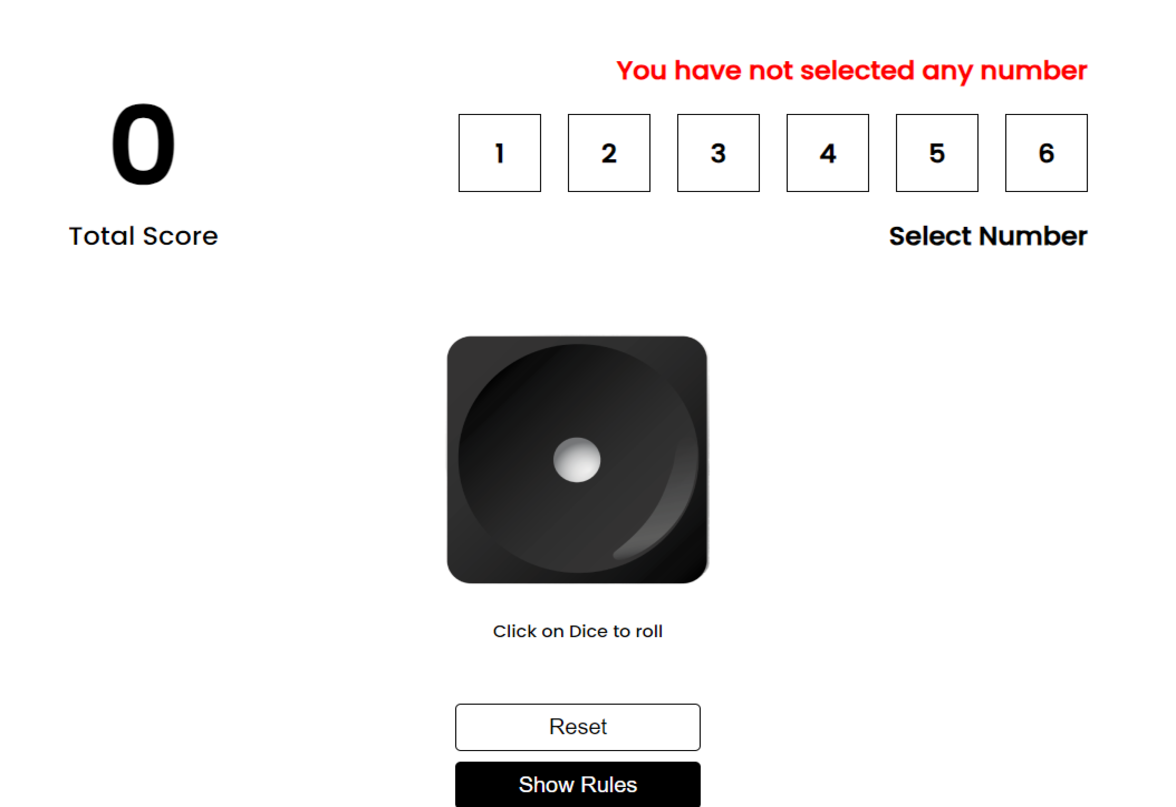 You have not selected any number
0
1 2 3 4 5 6
Total Score
Select Number
Click on Dice to roll
Reset
Show Rules